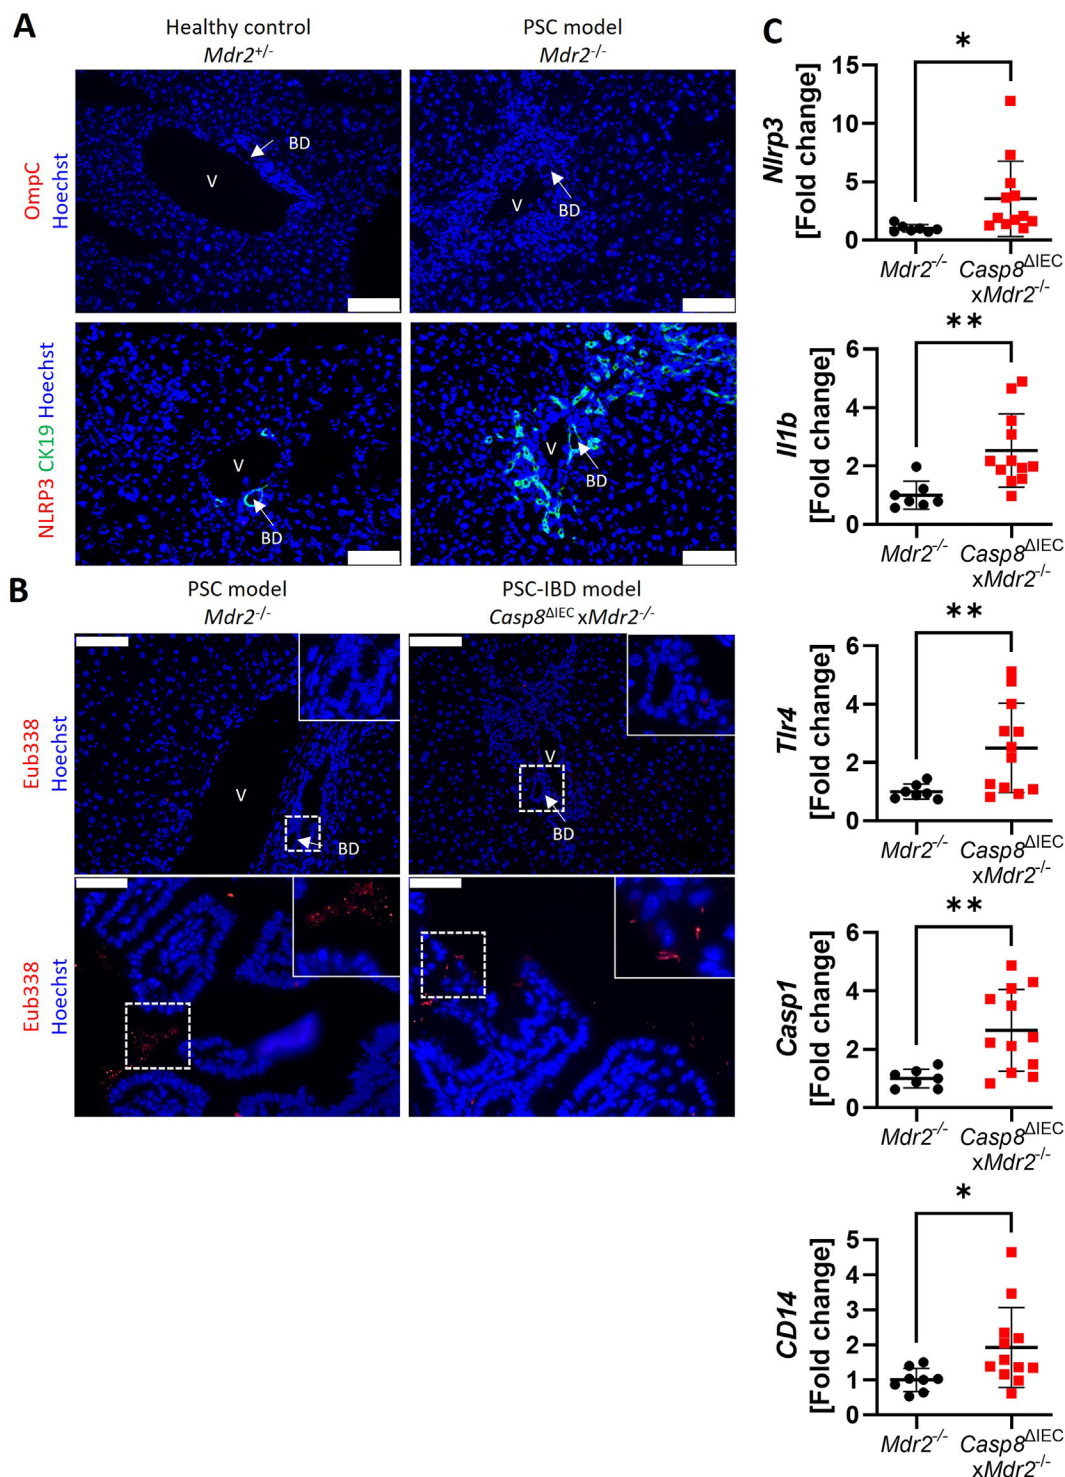 A
Healthy control
Mdr2+/-
PSC model
Mdr2-/-
OmpC
Hoechst
BD
V
V
BD
NLRP3 CK19 Hoechst
V
BD
V
BD
B
PSC model
Mdr2-/-
PSC-IBD model
Casp8ΔIEC xMdr2-/-
Eub338
Hoechst
V
BD
V
BD
Eub338
Hoechst
C
*
Nlrp3
[Fold change]
15
10
5
0
Mdr2-/-
Casp8ΔIEC
xMdr2-/-
**
Il1b
[Fold change]
6
4
2
0
Mdr2-/-
Casp8ΔIEC
xMdr2-/-
**
Tlr4
[Fold change]
6
4
2
0
Mdr2-/-
Casp8ΔIEC
xMdr2-/-
**
Casp1
[Fold change]
6
4
2
0
Mdr2-/-
Casp8ΔIEC
xMdr2-/-
*
CD14
[Fold change]
5
4
3
2
1
0
Mdr2-/-
Casp8ΔIEC
xMdr2-/-